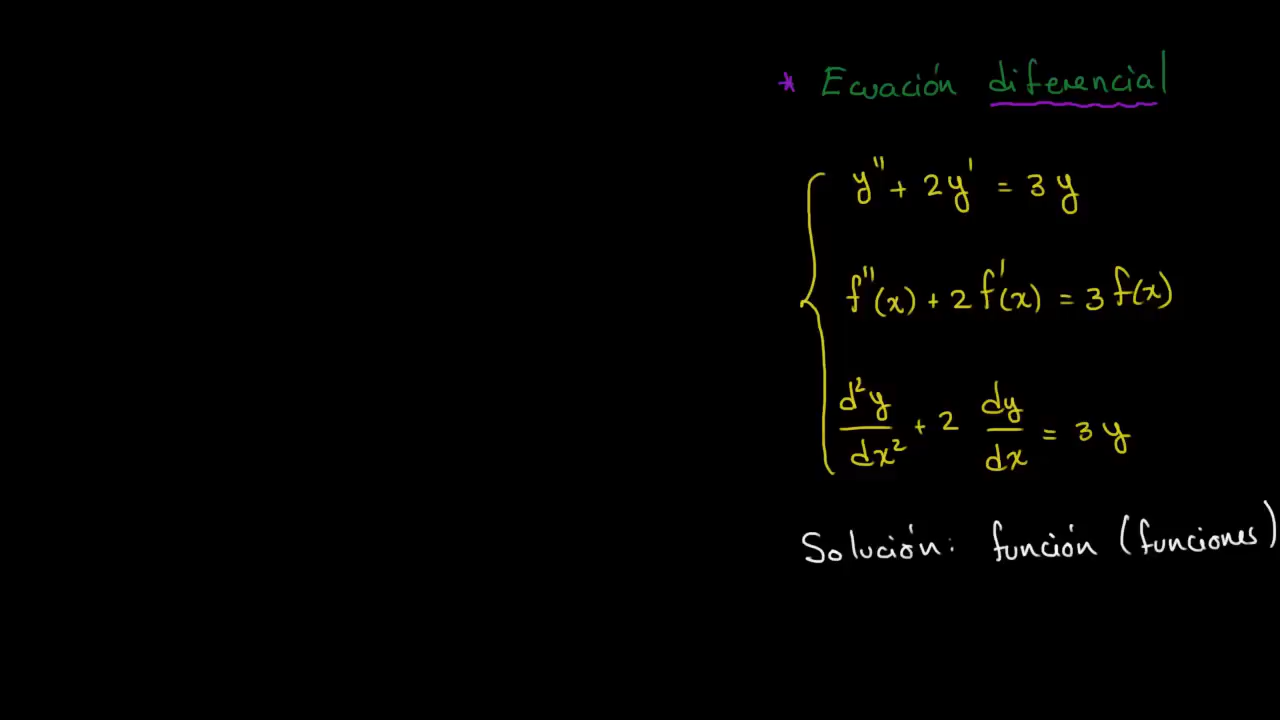 * Ecuación diferencial
y'' + 2y' = 3y
f''(x) + 2f'(x) = 3f(x)
d²y/dx² + 2 dy/dx = 3y
Solución: función (funciones)